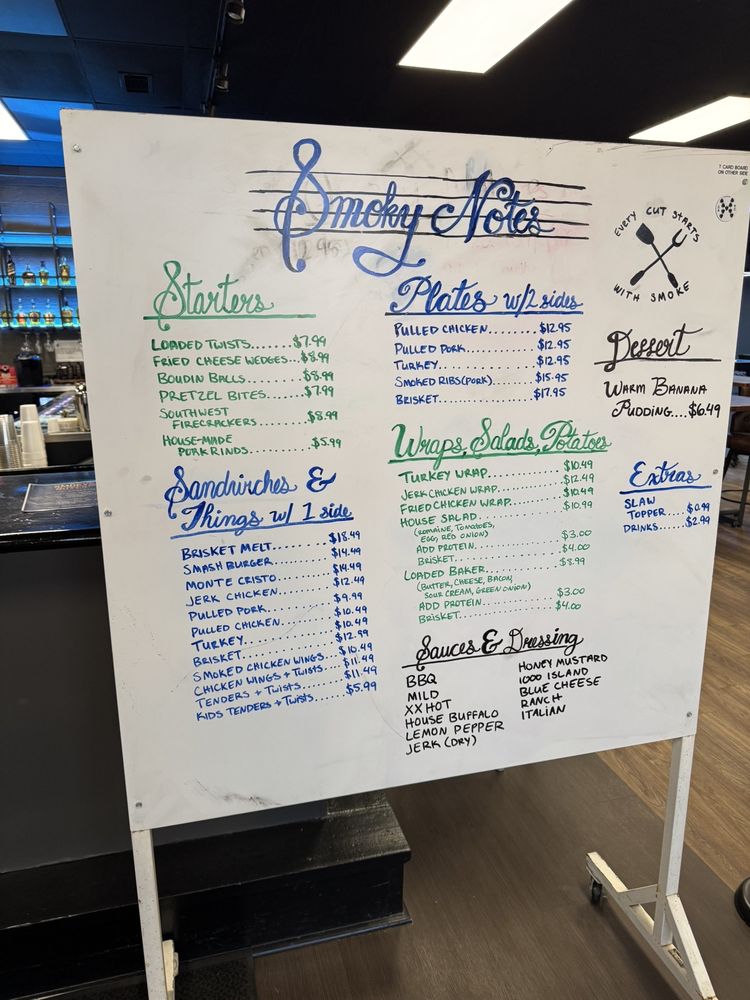 T CARD BOARD
ON OTHER SIDE
Smoky Notes
EVERY CUT STARTS
WITH SMOKE
Starters
LOADED TWISTS.......$7.99
FRIED CHEESE WEDGES...$8.99
BOUDIN BALLS........$8.99
PRETZEL BITES.......$7.99
SOUTHWEST
FIRECRACKERS........$8.99
HOUSE-MADE
PORK RINDS.........$5.99
Sandwiches &
Things w/ 1 side
BRISKET MELT........$18.49
SMASH BURGER........$14.49
MONTE CRISTO........$14.49
JERK CHICKEN........$12.49
PULLED PORK.........$9.99
PULLED CHICKEN......$10.49
TURKEY..............$10.49
BRISKET.............$12.99
SMOKED CHICKEN WINGS...$10.49
CHICKEN WINGS + TWISTS...$11.49
TENDERS + TWISTS.......$11.49
KIDS TENDERS + TWISTS...$5.99
Plates w/2 sides
PULLED CHICKEN........$12.95
PULLED PORK...........$12.95
TURKEY................$12.95
SMOKED RIBS(PORK)......$15.95
BRISKET...............$17.95
Wraps, Salads, Potatoes
TURKEY WRAP...........$10.49
JERK CHICKEN WRAP.......$12.49
FRIED CHICKEN WRAP......$10.49
HOUSE SALAD...........$10.99
(ROMAINE, TOMATOES,
EGG, RED ONION)
ADD PROTEIN...........$3.00
BRISKET...............$4.00
LOADED BAKER..........$8.99
(BUTTER, CHEESE, BACON,
SOUR CREAM, GREEN ONION)
ADD PROTEIN...........$3.00
BRISKET...............$4.00
Sauces & Dressing
BBQ
MILD
XX HOT
HOUSE BUFFALO
LEMON PEPPER
JERK (DRY)
HONEY MUSTARD
1000 ISLAND
BLUE CHEESE
RANCH
ITALIAN
Dessert
WARM BANANA
PUDDING...$6.49
Extras
SLAW
TOPPER....$0.99
DRINKS....$2.99